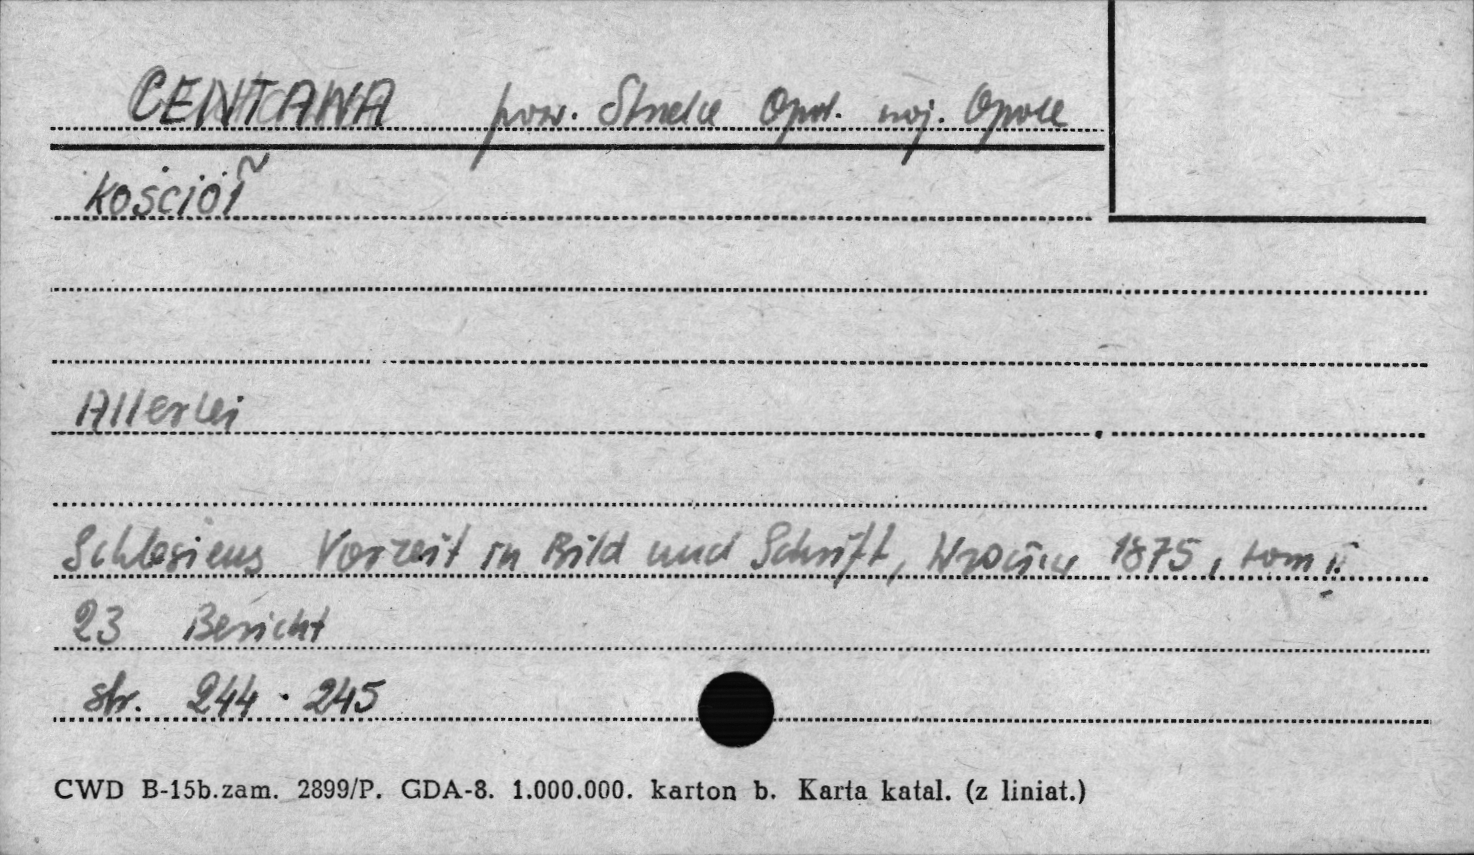 CENTAWA pow. Strzelce Opol. woj. Opole
Kościół
Allerlei
Schlesiens Vorzeit in Bild und Schrift, Wrocław 1875, tom II
23 Bericht
str. 244 - 245
CWD B-15b.zam. 2899/P. GDA-8. 1.000.000. karton b. Karta katal. (z liniat.)